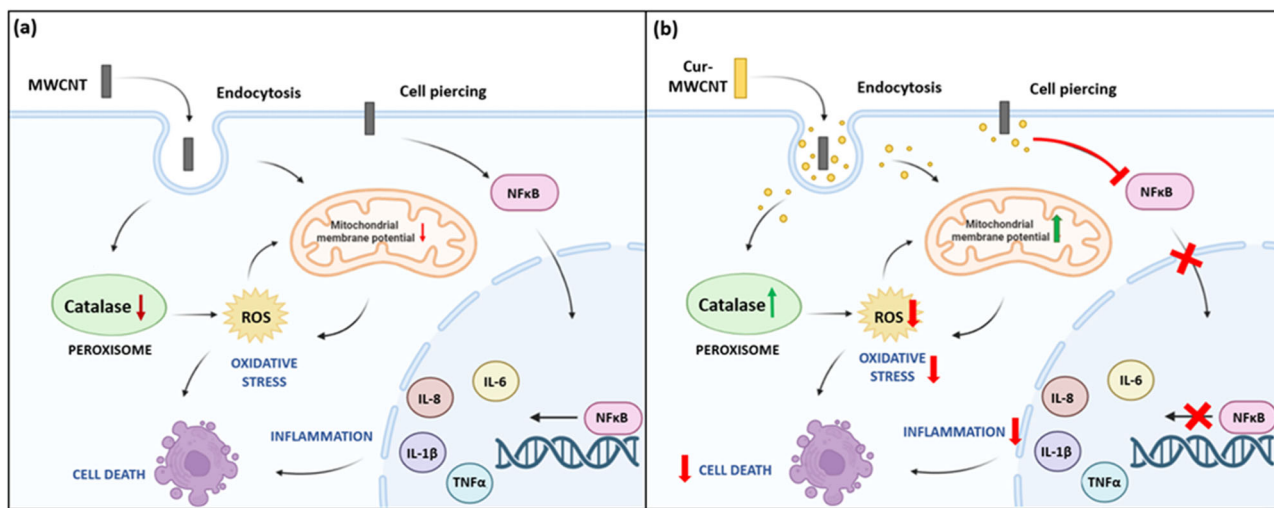 (a)
MWCNT
Endocytosis
Cell piercing
NFκB
Mitochondrial
membrane potential
Catalase
PEROXISOME
ROS
OXIDATIVE
STRESS
IL-8
IL-6
NFκB
INFLAMMATION
IL-1β
TNFα
CELL DEATH
(b)
Cur-
MWCNT
Endocytosis
Cell piercing
NFκB
Mitochondrial
membrane potential
Catalase
PEROXISOME
ROS
OXIDATIVE
STRESS
IL-8
IL-6
NFκB
INFLAMMATION
IL-1β
TNFα
CELL DEATH